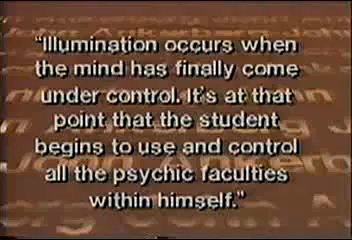 "Illumination occurs when
the mind has finally come
under control. It's at that
point that the student
begins to use and control
all the psychic faculties
within himself."